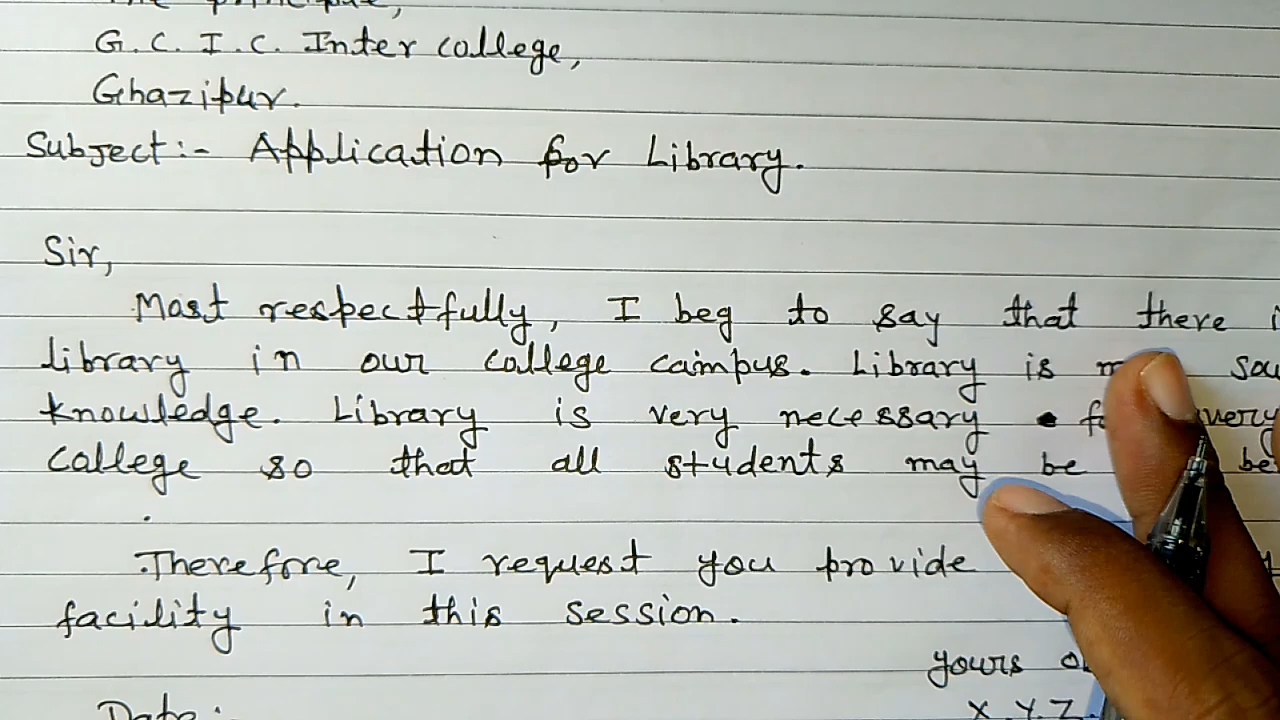 The principal,
G.C.I.C. Inter college,
Ghazipur.
Subject:- Application for Library.
Sir,
Most respectfully, I beg to say that there
library in our college campus. Library is
knowledge. Library is very necessary
college so that all students may be
Therefore, I request you provide
facility in this session.
yours
X.Y.Z.
Date: